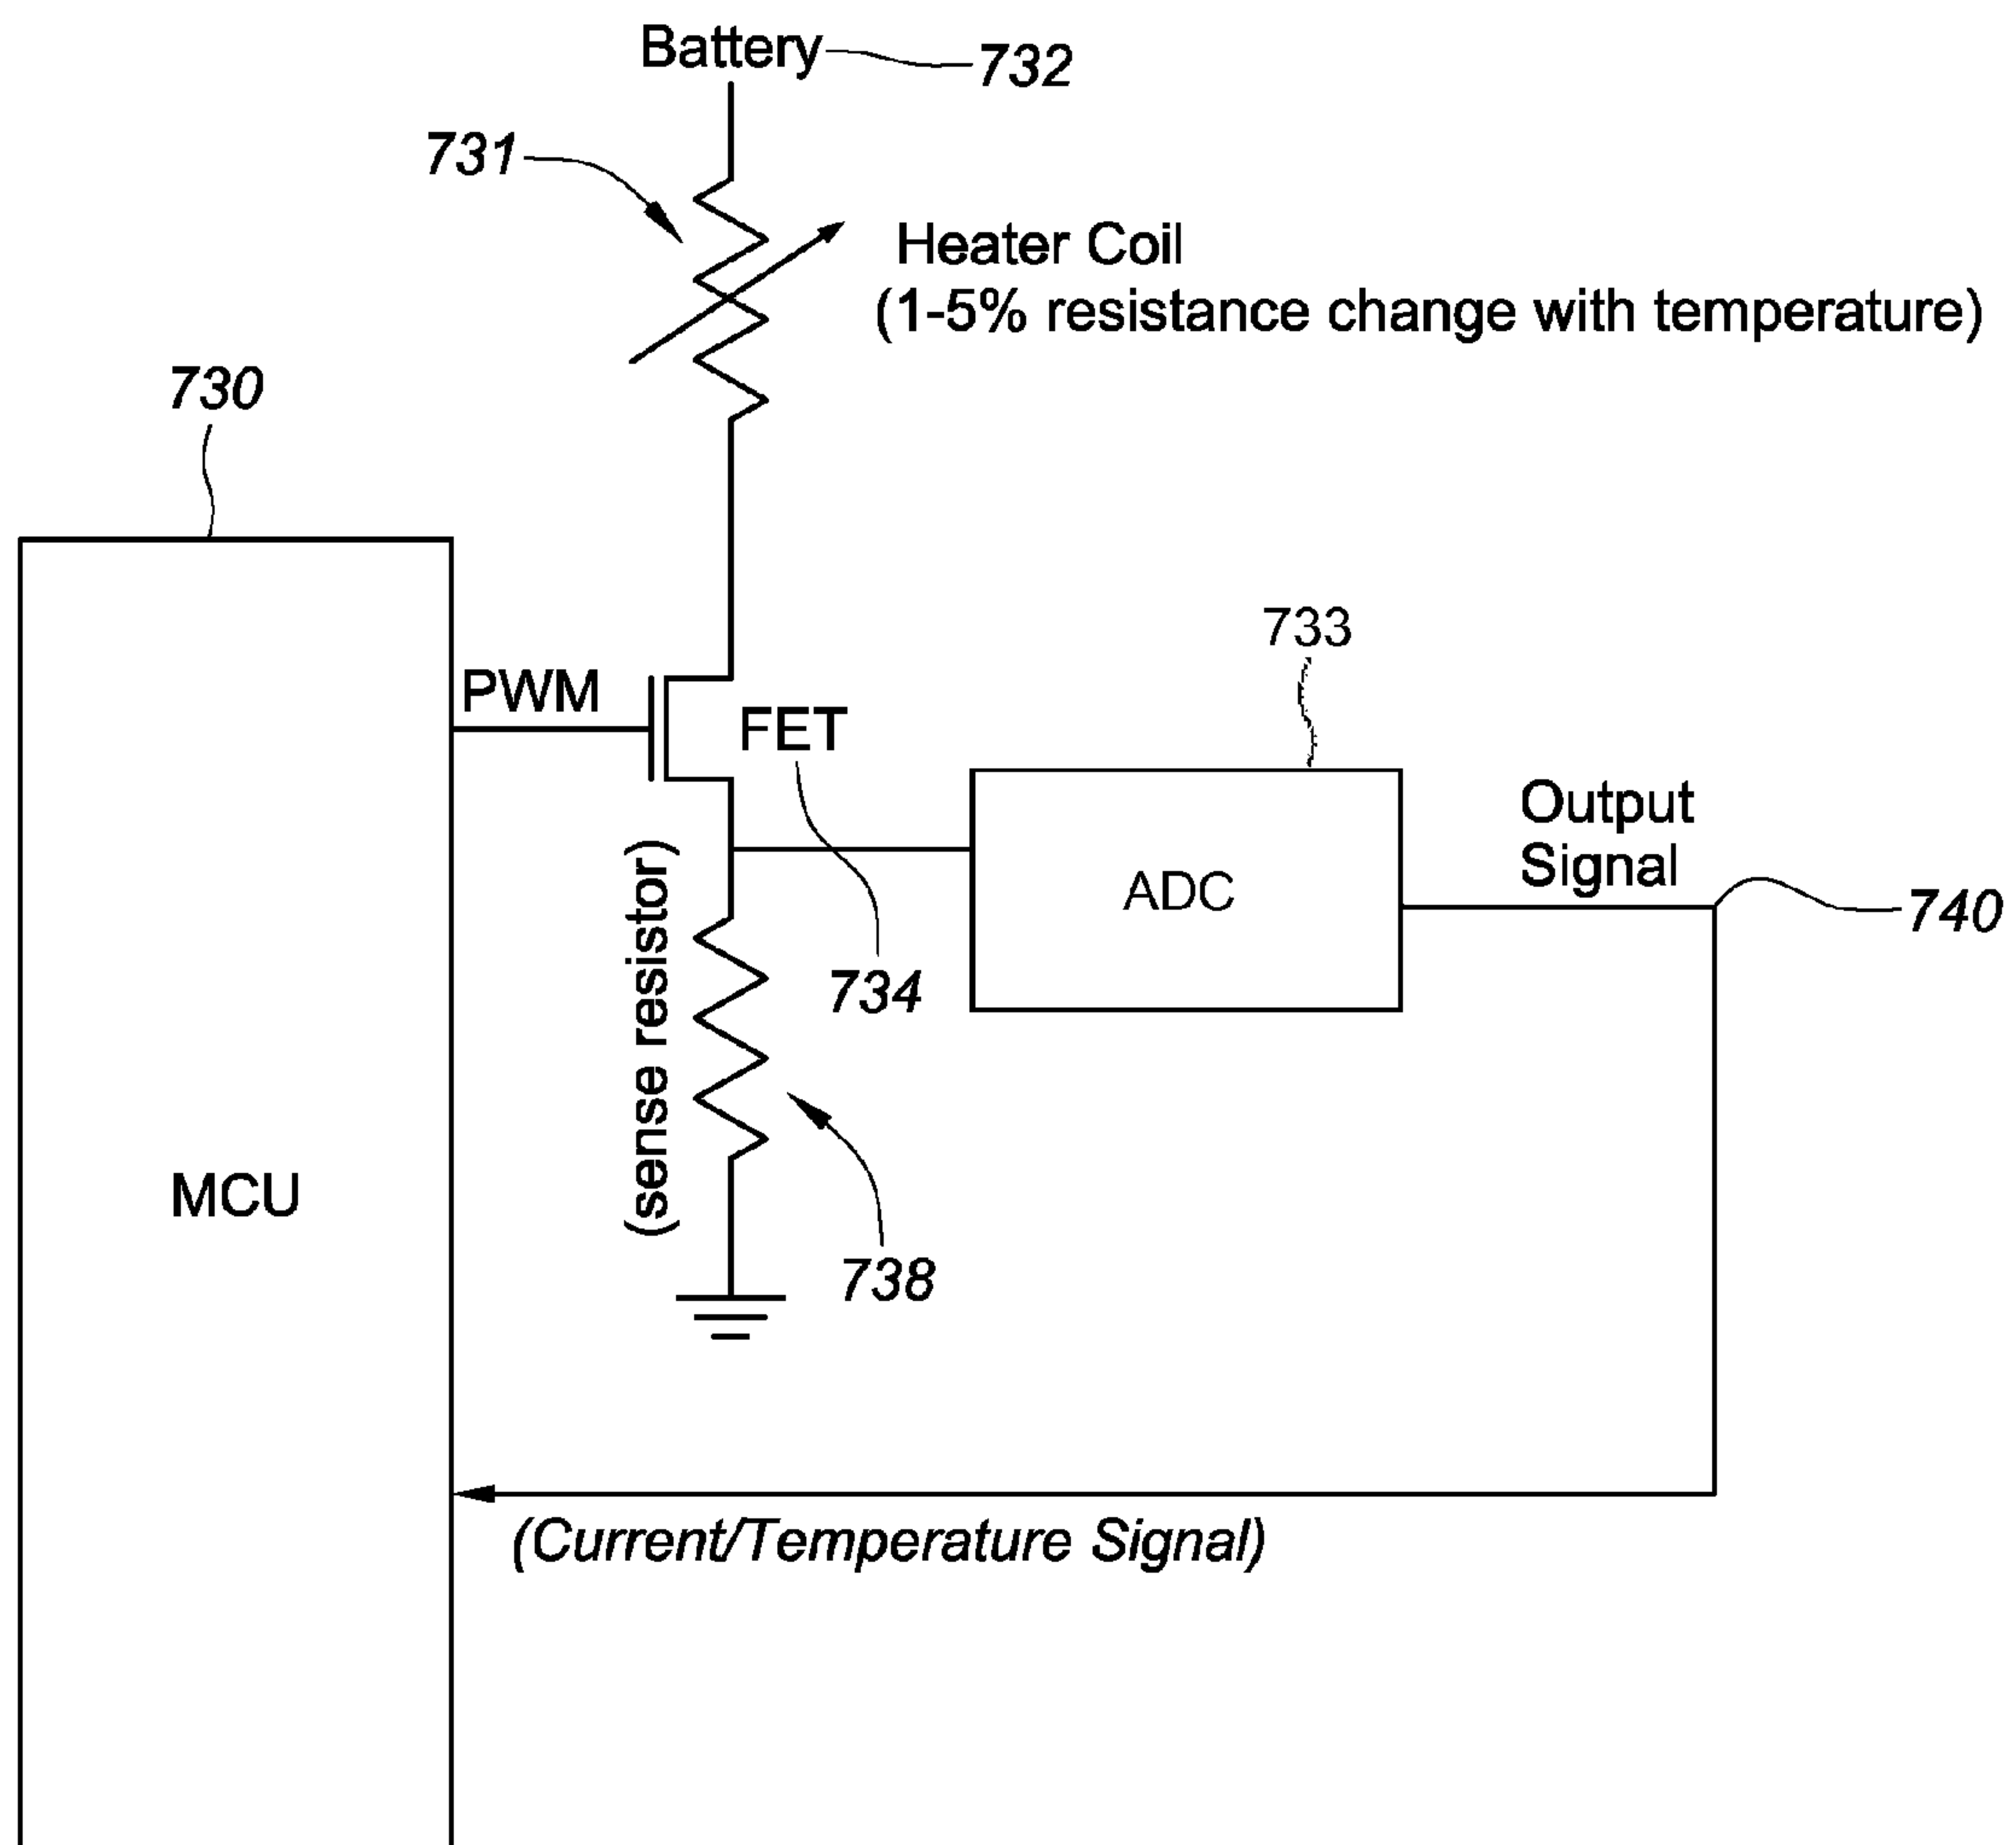 Battery 732
731
Heater Coil
(1-5% resistance change with temperature)
730
733
PWM
FET
Output
Signal
ADC
740
(sense resistor)
734
MCU
738
(Current/Temperature Signal)